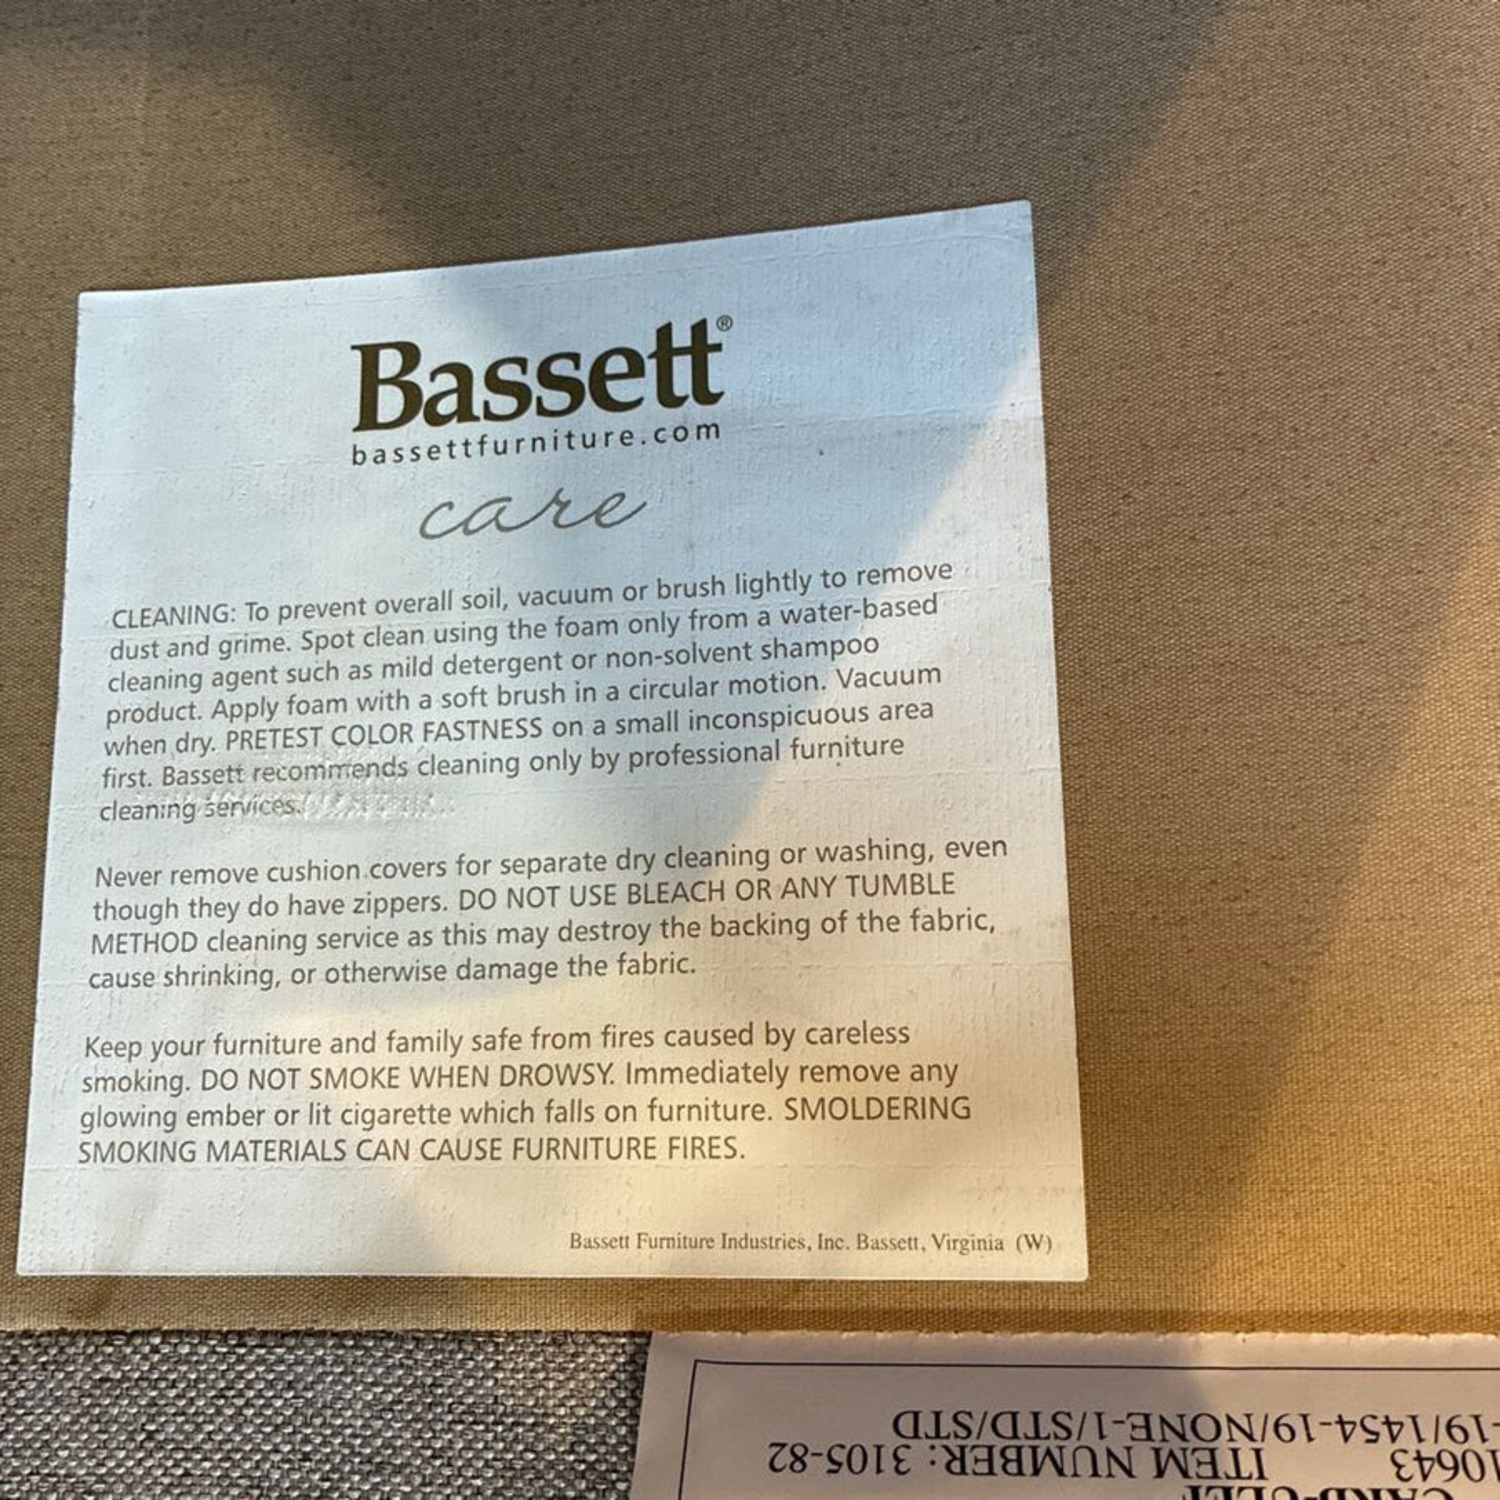 Bassett®
bassettfurniture.com
care
CLEANING: To prevent overall soil, vacuum or brush lightly to remove
dust and grime. Spot clean using the foam only from a water-based
cleaning agent such as mild detergent or non-solvent shampoo
product. Apply foam with a soft brush in a circular motion. Vacuum
when dry. PRETEST COLOR FASTNESS on a small inconspicuous area
first. Bassett recommends cleaning only by professional furniture
cleaning services.
Never remove cushion covers for separate dry cleaning or washing, even
though they do have zippers. DO NOT USE BLEACH OR ANY TUMBLE
METHOD cleaning service as this may destroy the backing of the fabric,
cause shrinking, or otherwise damage the fabric.
Keep your furniture and family safe from fires caused by careless
smoking. DO NOT SMOKE WHEN DROWSY. Immediately remove any
glowing ember or lit cigarette which falls on furniture. SMOLDERING
SMOKING MATERIALS CAN CAUSE FURNITURE FIRES.
Bassett Furniture Industries, Inc. Bassett, Virginia (W)
10643 ITEM NUMBER: 3105-82
-19/1454-19/NONE-1/STD/STD